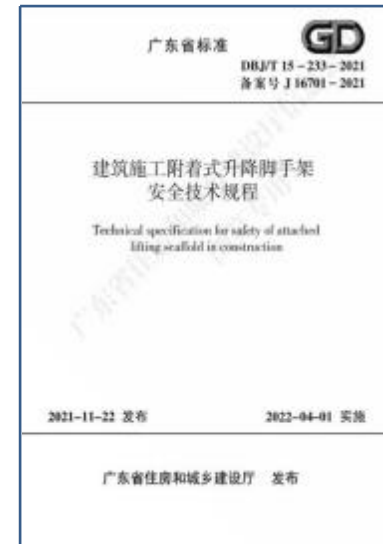 广东省标准
GD
DBJ/T 15-233-2021
备案号 J 16701-2021
建筑施工附着式升降脚手架
安全技术规程
Technical specification for safety of attached
lifting scaffold in construction
2021-11-22 发布 2022-04-01 实施
广东省住房和城乡建设厅 发布